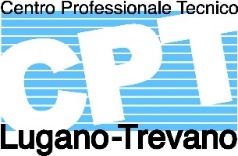 Centro Professionale Tecnico
CPT
Lugano-Trevano